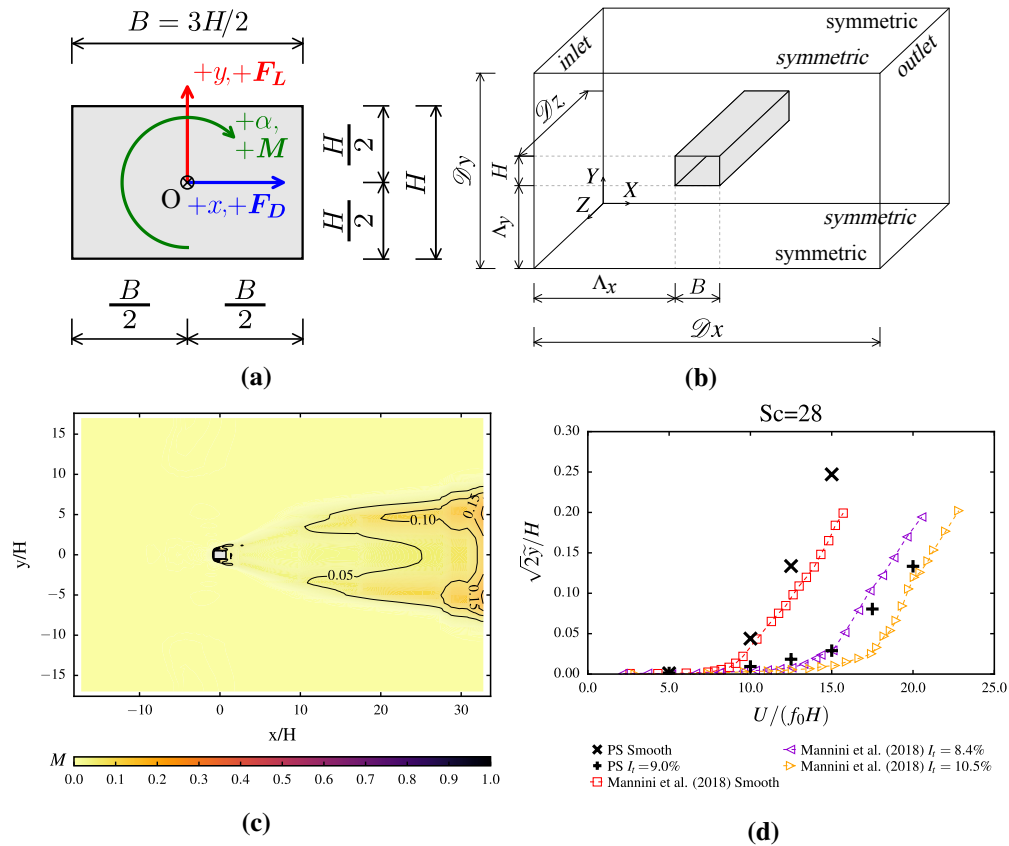 B = 3H/2
+y,+F_L
+α,
+M
O
+x,+F_D
H/2
H/2
H
B/2
B/2
(a)
symmetric
symmetric
inlet
outlet
𝒟z
𝒟y
H
Y
X
Z
Λy
symmetric
symmetric
Λx
B
𝒟x
(b)
15
10
5
0
−5
−10
−15
y/H
0.15
0.10
0.05
0.15
−10 0 10 20 30
x/H
M
0.0 0.1 0.2 0.3 0.4 0.5 0.6 0.7 0.8 0.9 1.0
(c)
Sc=28
0.30
0.25
0.20
0.15
0.10
0.05
0.00
√2ỹ/H
0.0 5.0 10.0 15.0 20.0 25.0
U/(f₀H)
PS Smooth
PS I_t = 9.0%
Mannini et al. (2018) Smooth
Mannini et al. (2018) I_t = 8.4%
Mannini et al. (2018) I_t = 10.5%
(d)